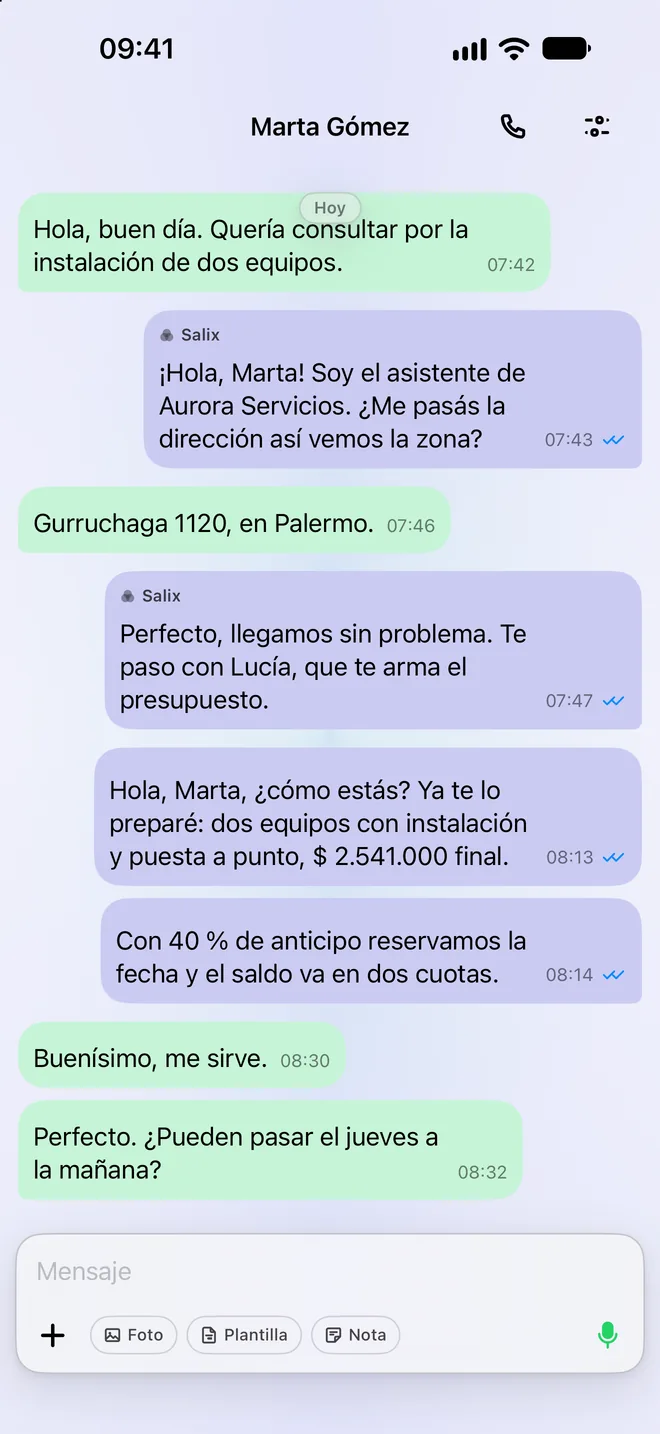 09:41
Marta Gómez
Hoy
Hola, buen día. Quería consultar por la
instalación de dos equipos.
07:42
Salix
¡Hola, Marta! Soy el asistente de
Aurora Servicios. ¿Me pasás la
dirección así vemos la zona?
07:43
Gurruchaga 1120, en Palermo.
07:46
Salix
Perfecto, llegamos sin problema. Te
paso con Lucía, que te arma el
presupuesto.
07:47
Hola, Marta, ¿cómo estás? Ya te lo
preparé: dos equipos con instalación
y puesta a punto, $ 2.541.000 final.
08:13
Con 40 % de anticipo reservamos la
fecha y el saldo va en dos cuotas.
08:14
Buenísimo, me sirve.
08:30
Perfecto. ¿Pueden pasar el jueves a
la mañana?
08:32
Mensaje
Foto
Plantilla
Nota